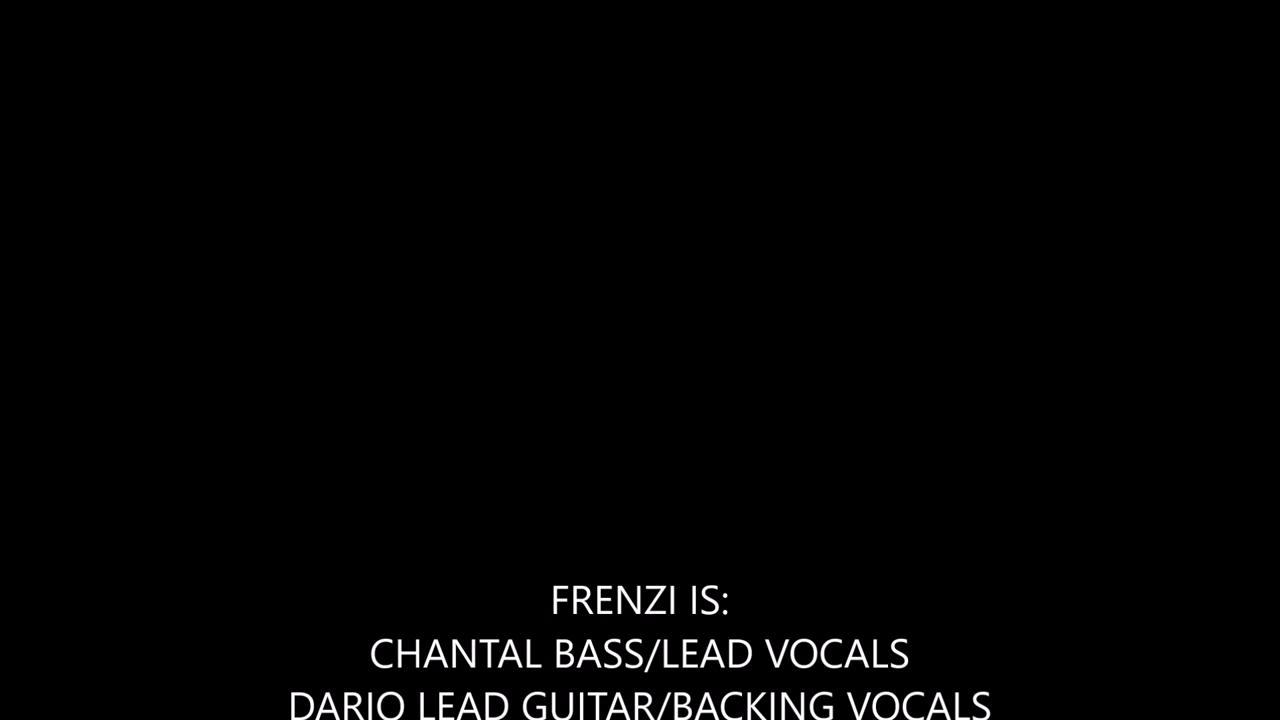 FRENZI IS:
CHANTAL BASS/LEAD VOCALS
DARIO LEAD GUITAR/BACKING VOCALS